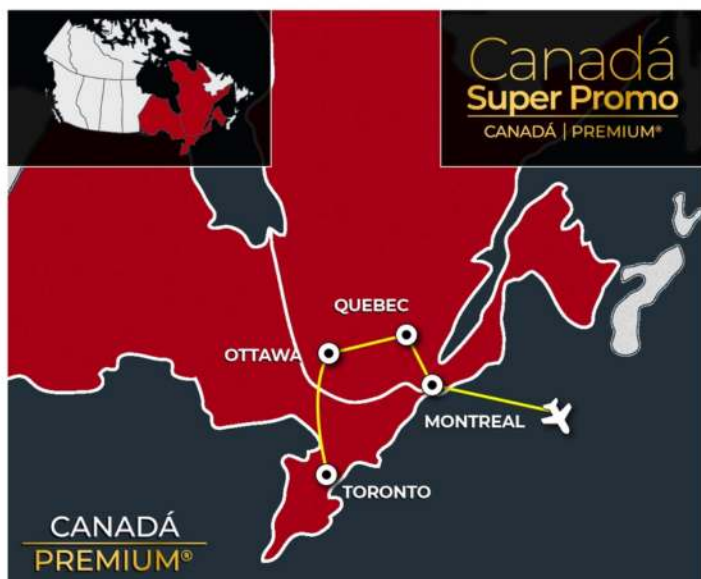 Canadá
Super Promo
CANADÁ | PREMIUM®
QUEBEC
OTTAWA
MONTREAL
TORONTO
CANADÁ
PREMIUM®